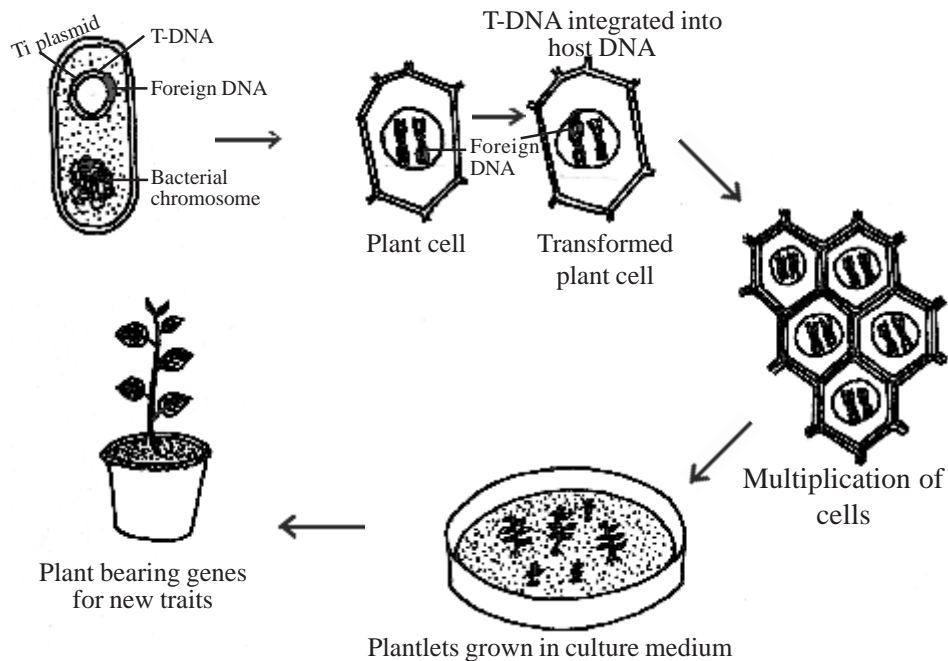 Ti plasmid
T-DNA
Foreign DNA
Bacterial
chromosome
T-DNA integrated into
host DNA
Foreign
DNA
Plant cell
Transformed
plant cell
Multiplication of
cells
Plantlets grown in culture medium
Plant bearing genes
for new traits